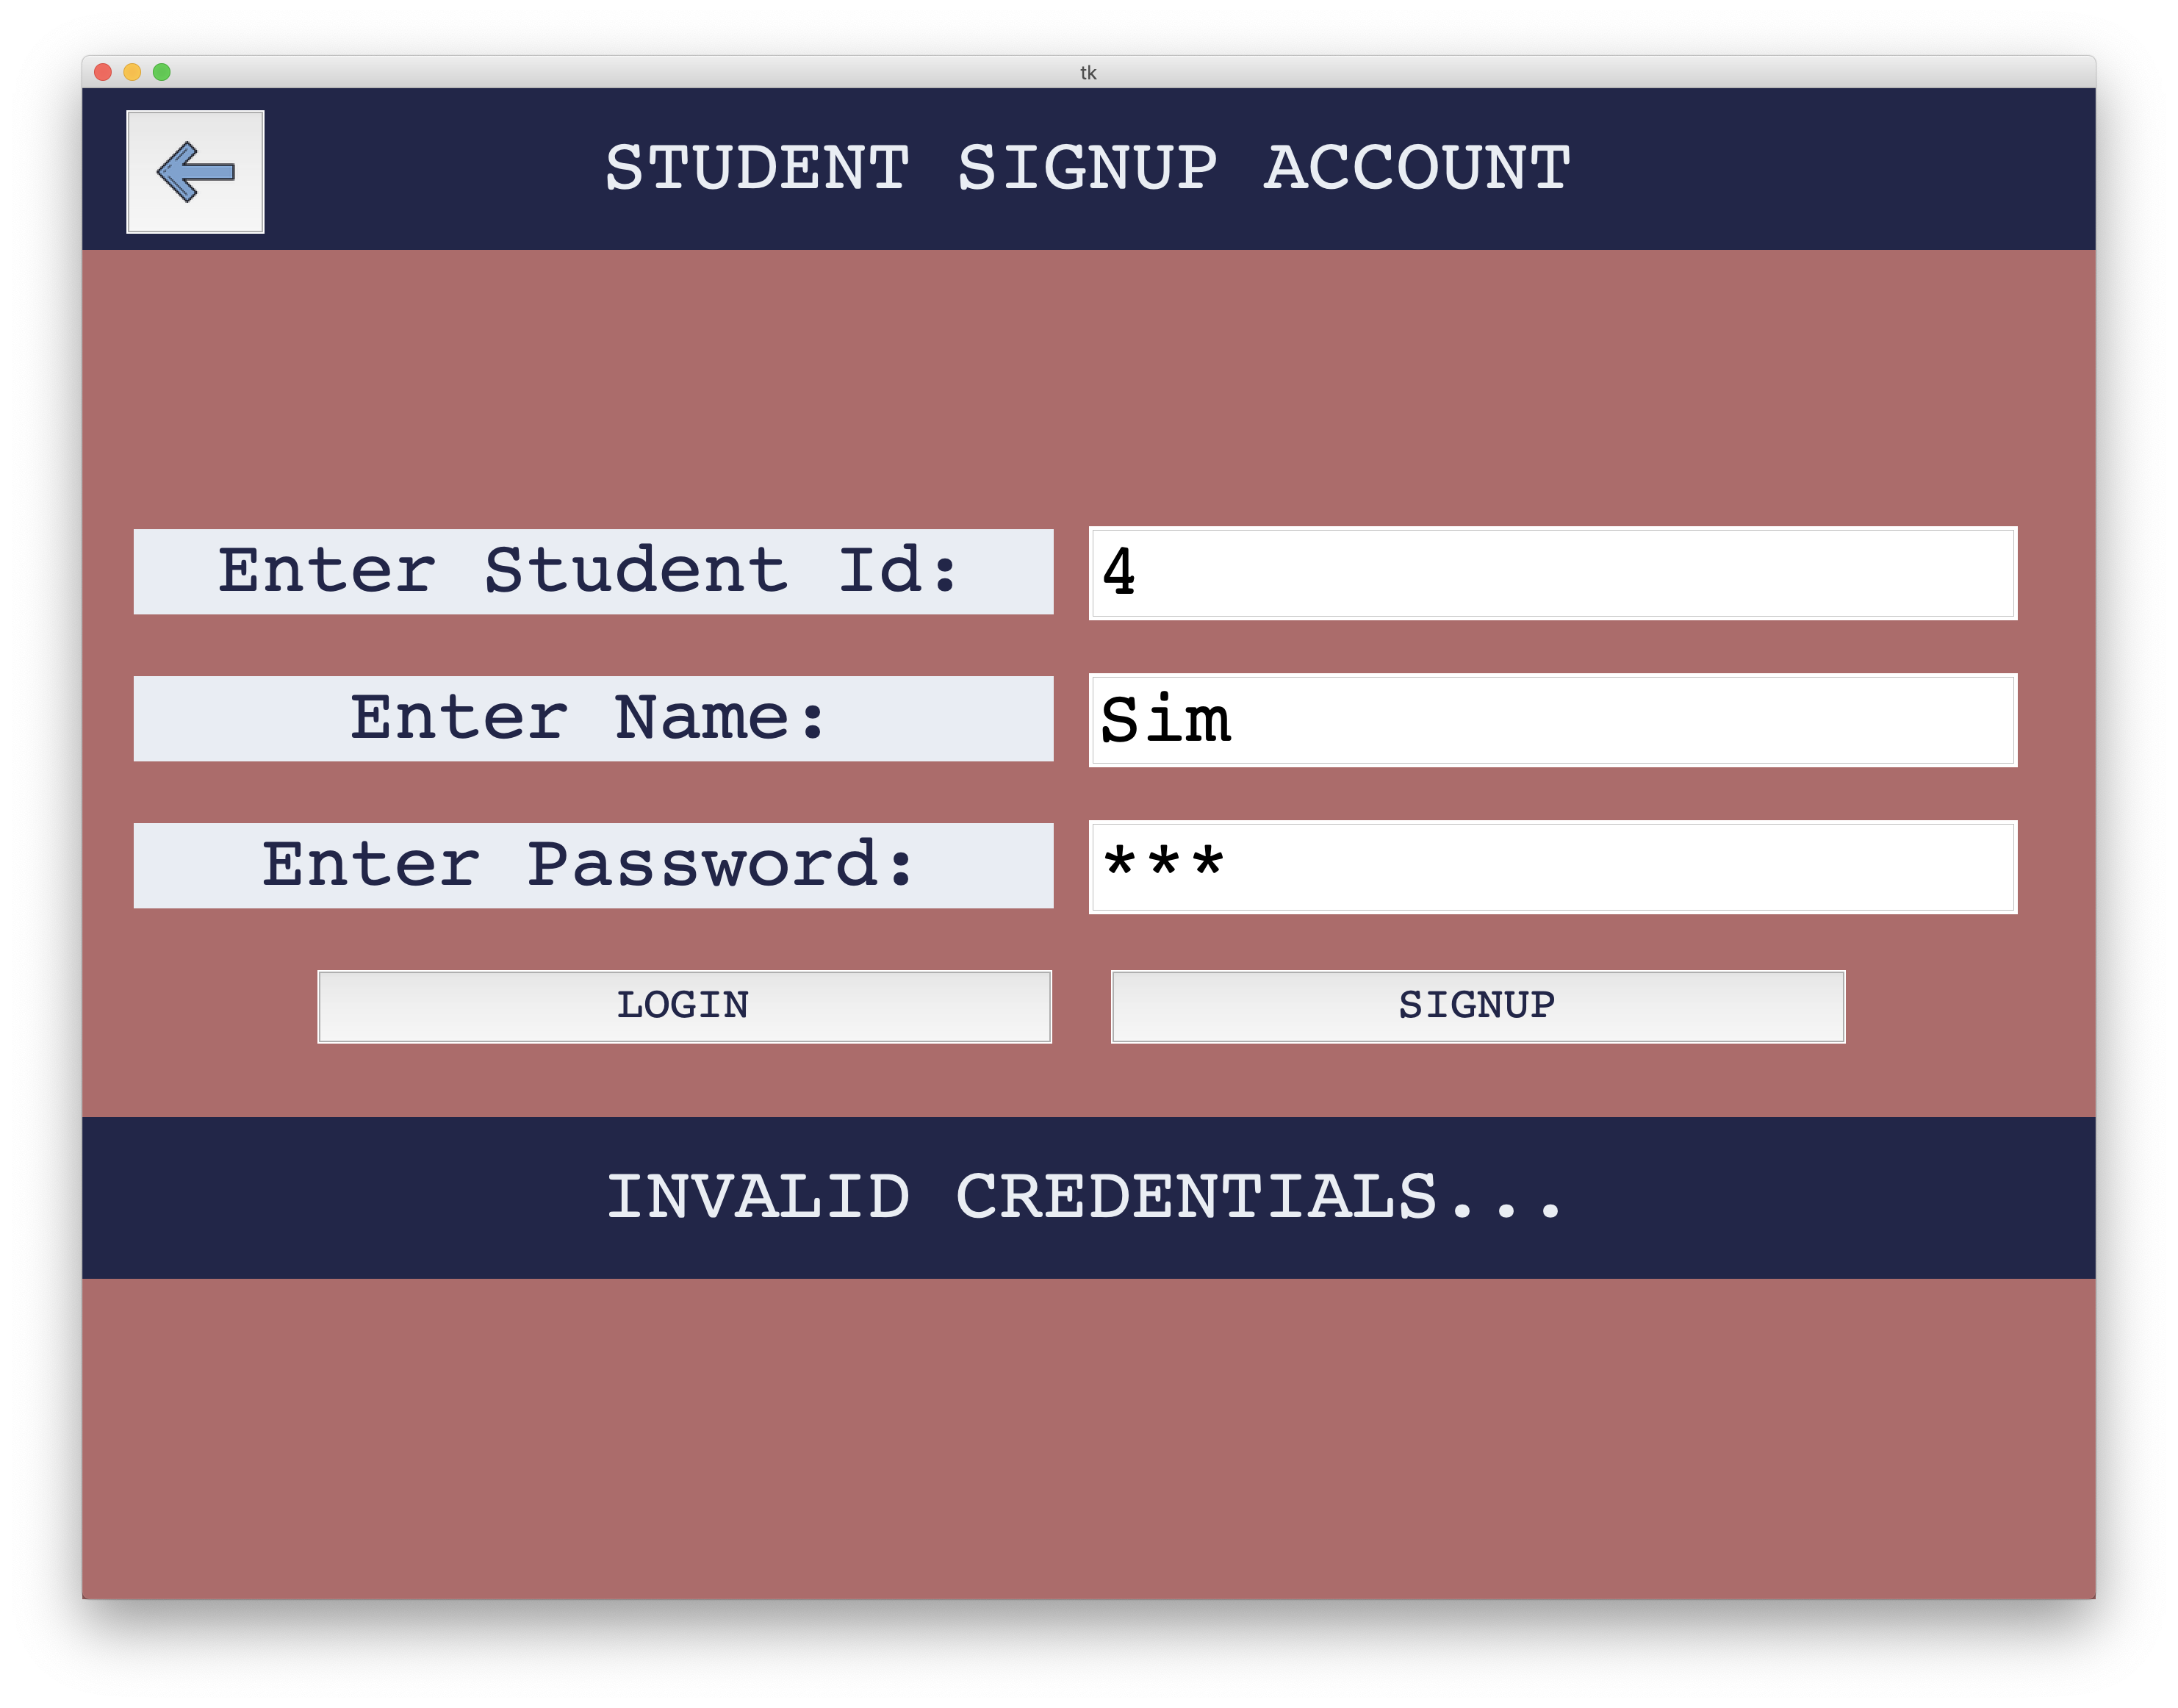 tk
STUDENT SIGNUP ACCOUNT
Enter Student Id: 4
Enter Name: Sim
Enter Password: ***
LOGIN SIGNUP
INVALID CREDENTIALS...